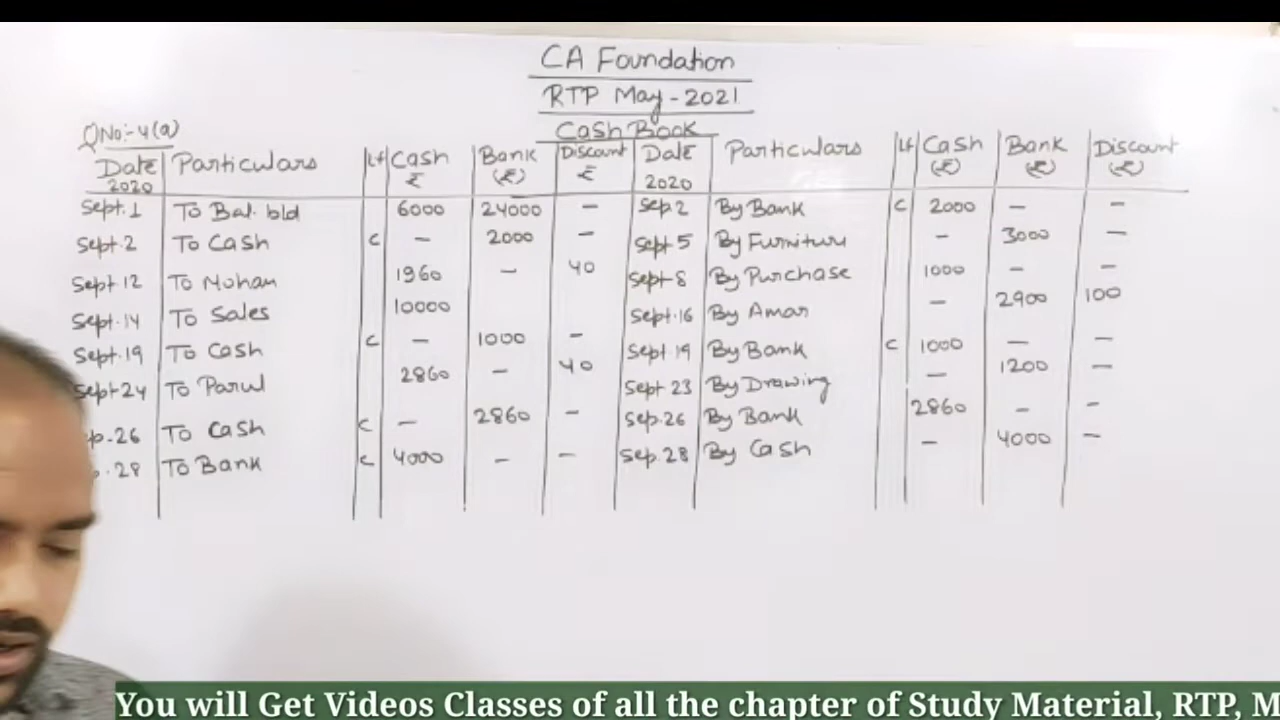 CA Foundation
RTP May-2021
QNo:-4(a)
Cash Book
Date Particulars Lf Cash Bank Discount Date Particulars Lf Cash Bank Discount
2020 ₹ (₹) ₹ 2020 (₹) (₹) (₹)
Sept.1 To Bal. b/d 6000 24000 – Sep.2 By Bank C 2000 – –
Sept.2 To Cash C – 2000 – Sept 5 By Furniture – 3000 –
Sept.12 To Mohan 1960 – 40 Sept 8 By Purchase 1000 – –
Sept.14 To Sales 10000 Sept.16 By Amar – 2900 100
Sept.19 To Cash C – 1000 – Sept 19 By Bank C 1000 – –
Sept 24 To Parul 2860 – 40 Sept 23 By Drawing – 1200 –
p.26 To Cash C – 2860 – Sep.26 By Bank 2860 – –
.28 To Bank C 4000 – – Sep.28 By Cash – 4000 –
You will Get Videos Classes of all the chapter of Study Material, RTP, M